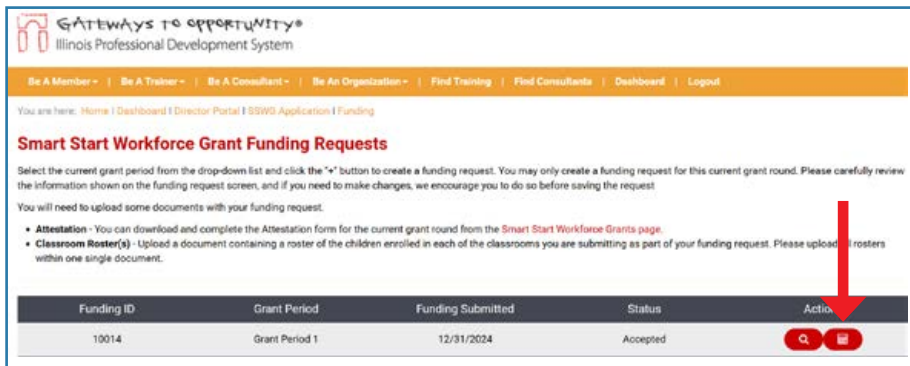 GATEWAYS TO OPPORTUNITY®
Illinois Professional Development System
Be A Member | Be A Trainer | Be A Consultant | Be An Organization | Find Training | Find Consultants | Dashboard | Logout
You are here: Home | Dashboard | Director Portal | SSWG Application | Funding
Smart Start Workforce Grant Funding Requests
Select the current grant period from the drop-down list and click the "+" button to create a funding request. You may only create a funding request for this current grant round. Please carefully review
the information shown on the funding request screen, and if you need to make changes, we encourage you to do so before saving the request
You will need to upload some documents with your funding request.
• Attestation - You can download and complete the Attestation form for the current grant round from the Smart Start Workforce Grants page.
• Classroom Roster(s) - Upload a document containing a roster of the children enrolled in each of the classrooms you are submitting as part of your funding request. Please upload rosters
within one single document.
Funding ID Grant Period Funding Submitted Status Action
10014 Grant Period 1 12/31/2024 Accepted